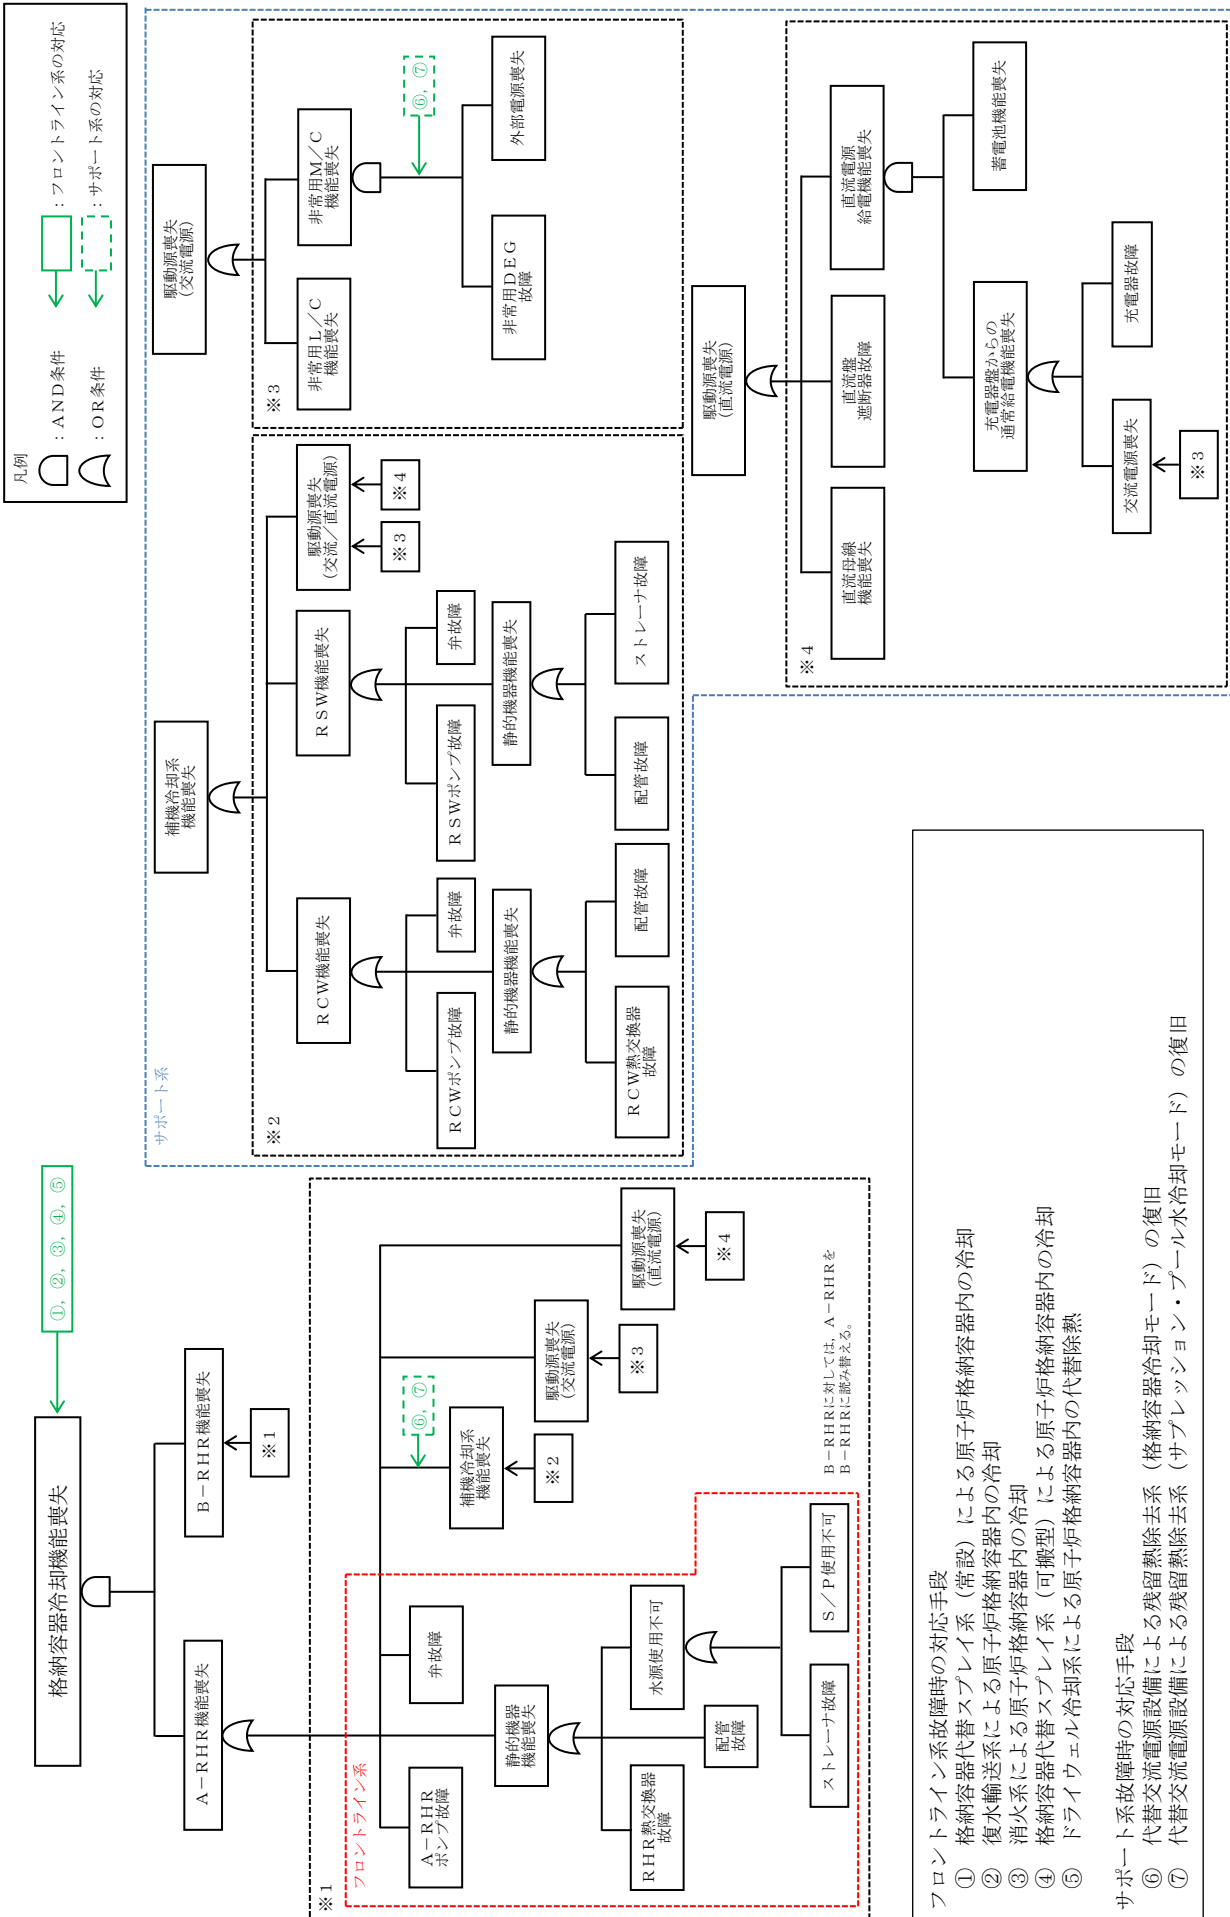 凡例
：AND条件
：OR条件
：フロントライン系の対応
：サポート系の対応
格納容器冷却機能喪失
①，②，③，④，⑤
A－RHR機能喪失
B－RHR機能喪失
※1
※1
フロントライン系
A－RHR
ポンプ故障
弁故障
静的機器
機能喪失
RHR熱交換器
故障
配管
故障
水源使用不可
ストレーナ故障
S／P使用不可
⑥，⑦
補機冷却系
機能喪失
※2
駆動源喪失
(交流電源)
※3
駆動源喪失
(直流電源)
※4
B－RHRに対しては，A－RHRを
B－RHRに読み替える。
サポート系
補機冷却系
機能喪失
※2
RCW機能喪失
RCWポンプ故障
弁故障
静的機器機能喪失
RCW熱交換器
故障
配管故障
RSW機能喪失
RSWポンプ故障
弁故障
静的機器機能喪失
配管故障
ストレーナ故障
駆動源喪失
(交流／直流電源)
※3
※4
駆動源喪失
(交流電源)
※3
非常用L／C
機能喪失
非常用M／C
機能喪失
⑥，⑦
非常用DEG
故障
外部電源喪失
駆動源喪失
(直流電源)
※4
直流母線
機能喪失
直流盤
遮断器故障
直流電源
給電機能喪失
充電器盤からの
通常給電機能喪失
蓄電池機能喪失
交流電源喪失
充電器故障
※3
フロントライン系故障時の対応手段
①　格納容器代替スプレイ系（常設）による原子炉格納容器内の冷却
②　復水輸送系による原子炉格納容器内の冷却
③　消火系による原子炉格納容器内の冷却
④　格納容器代替スプレイ系（可搬型）による原子炉格納容器内の冷却
⑤　ドライウェル冷却系による原子炉格納容器内の代替除熱
サポート系故障時の対応手段
⑥　代替交流電源設備による残留熱除去系（格納容器冷却モード）の復旧
⑦　代替交流電源設備による残留熱除去系（サプレッション・プール水冷却モード）の復旧